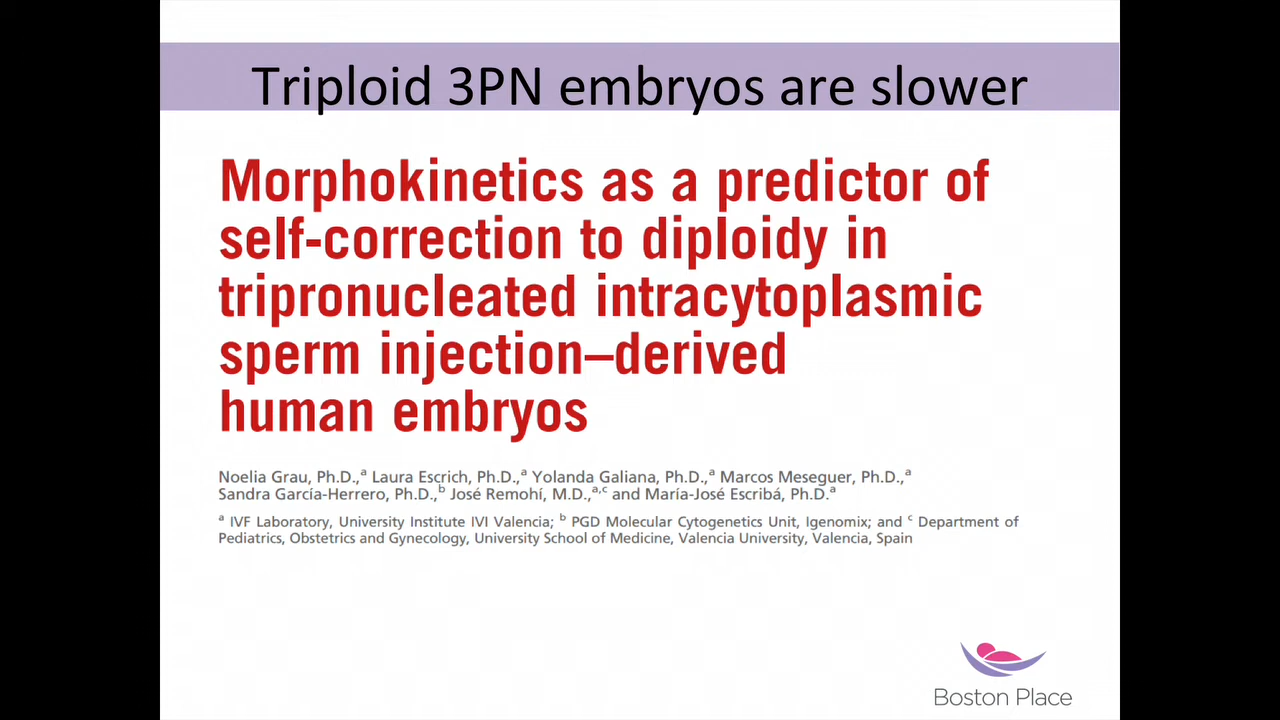 Triploid 3PN embryos are slower
Morphokinetics as a predictor of
self-correction to diploidy in
tripronucleated intracytoplasmic
sperm injection–derived
human embryos
Noelia Grau, Ph.D.,ᵃ Laura Escrich, Ph.D.,ᵃ Yolanda Galiana, Ph.D.,ᵃ Marcos Meseguer, Ph.D.,ᵃ
Sandra García-Herrero, Ph.D.,ᵇ José Remohí, M.D.,ᵃ,ᶜ and María-José Escribá, Ph.D.ᵃ
ᵃ IVF Laboratory, University Institute IVI Valencia; ᵇ PGD Molecular Cytogenetics Unit, Igenomix; and ᶜ Department of
Pediatrics, Obstetrics and Gynecology, University School of Medicine, Valencia University, Valencia, Spain
Boston Place